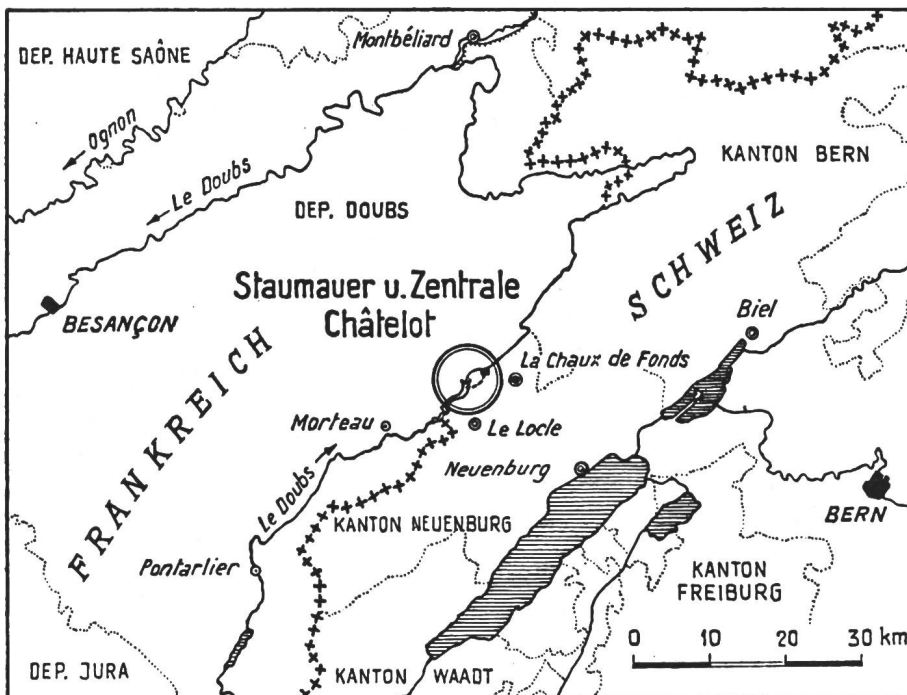 Montbéliard
DEP. HAUTE SAÔNE
Ognon
KANTON BERN
Le Doubs
DEP. DOUBS
SCHWEIZ
Staumauer u. Zentrale
Châtelot
Biel
BESANÇON
FRANKREICH
La Chaux de Fonds
Morteau
Le Locle
Neuenburg
Le Doubs
BERN
KANTON NEUENBURG
Pontarlier
KANTON
FREIBURG
0 10 20 30 km
DEP. JURA
KANTON WAADT